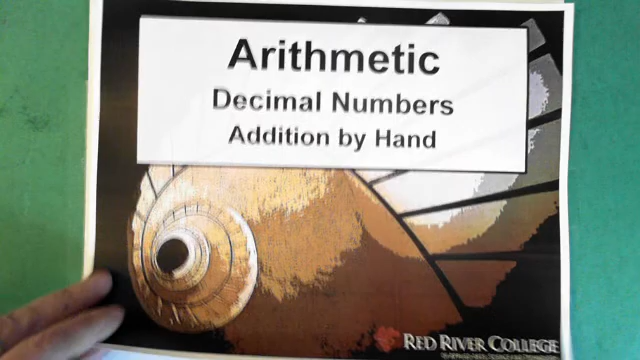 Arithmetic
Decimal Numbers
Addition by Hand
RED RIVER COLLEGE